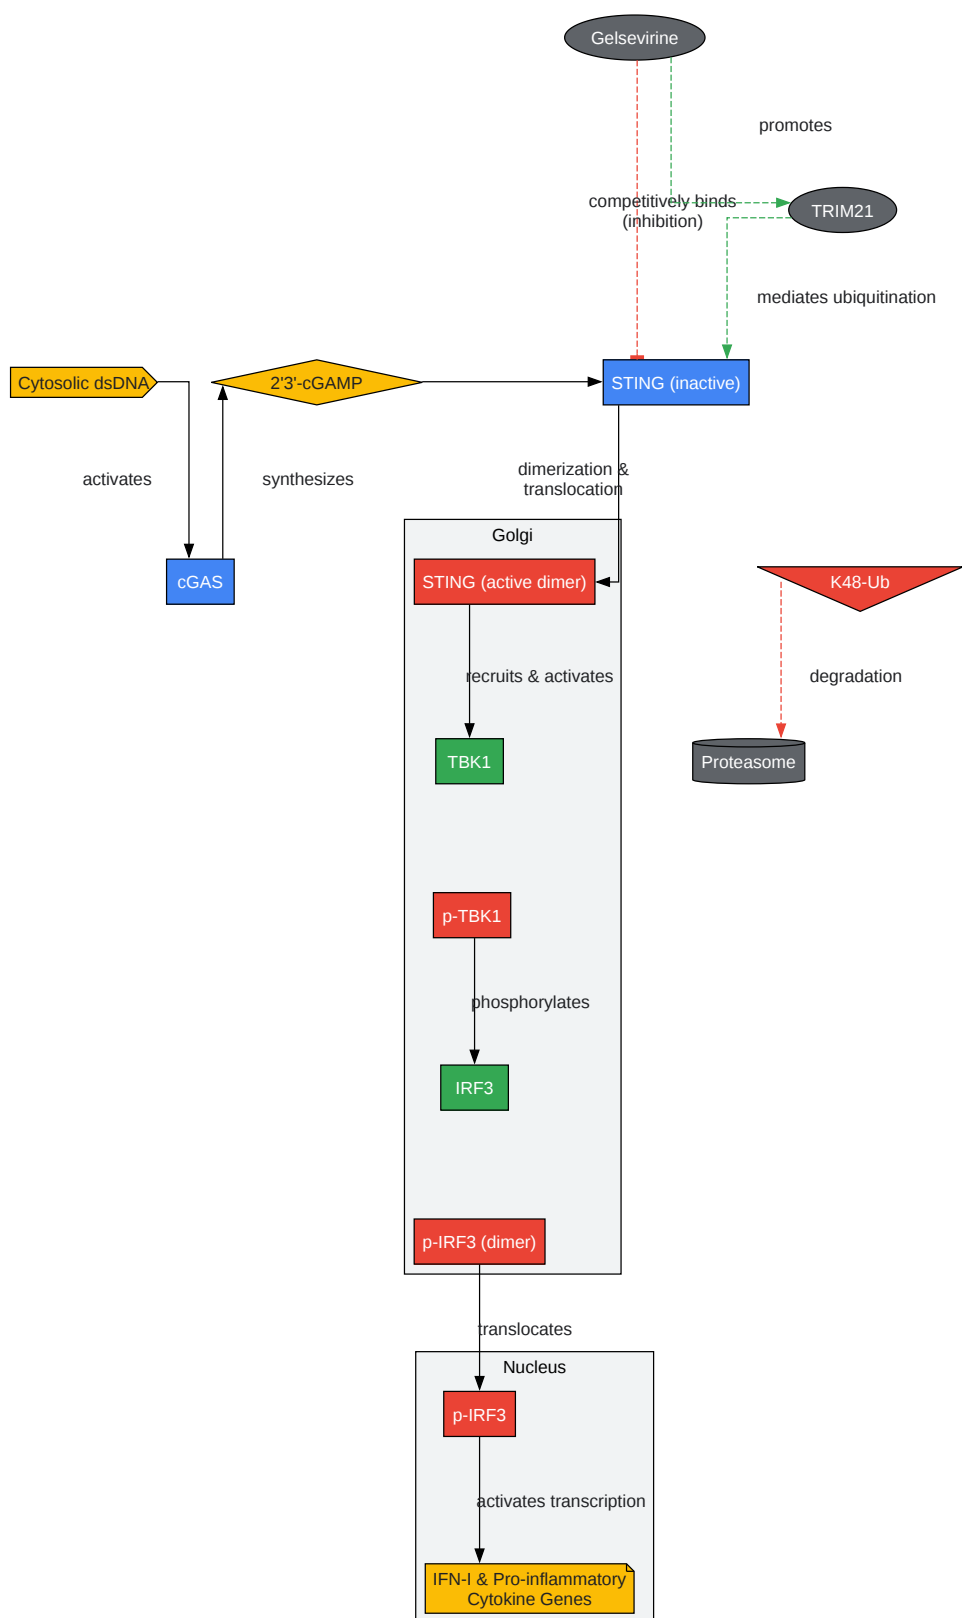 Gelsevirine
promotes
competitively binds
(inhibition)
TRIM21
mediates ubiquitination
Cytosolic dsDNA
2'3'-cGAMP
STING (inactive)
activates
synthesizes
dimerization &
translocation
Golgi
cGAS
STING (active dimer)
K48-Ub
recruits & activates
degradation
TBK1
Proteasome
p-TBK1
phosphorylates
IRF3
p-IRF3 (dimer)
translocates
Nucleus
p-IRF3
activates transcription
IFN-I & Pro-inflammatory
Cytokine Genes